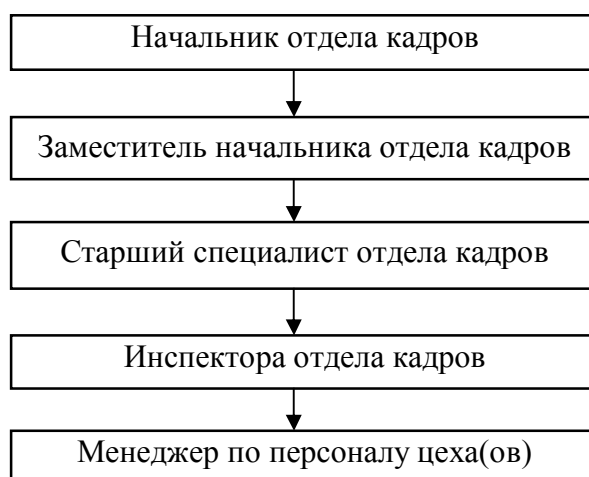 Начальник отдела кадров
Заместитель начальника отдела кадров
Старший специалист отдела кадров
Инспектора отдела кадров
Менеджер по персоналу цеха(ов)